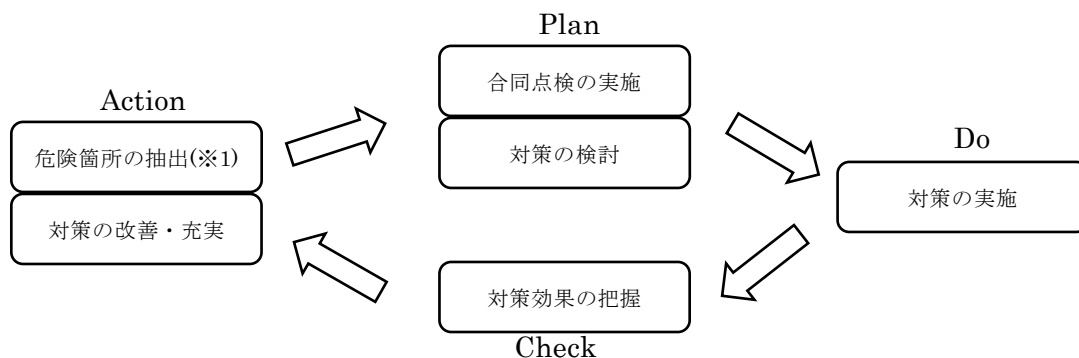 Plan
合同点検の実施
対策の検討
Action
危険箇所の抽出(※1)
対策の改善・充実
Do
対策の実施
対策効果の把握
Check